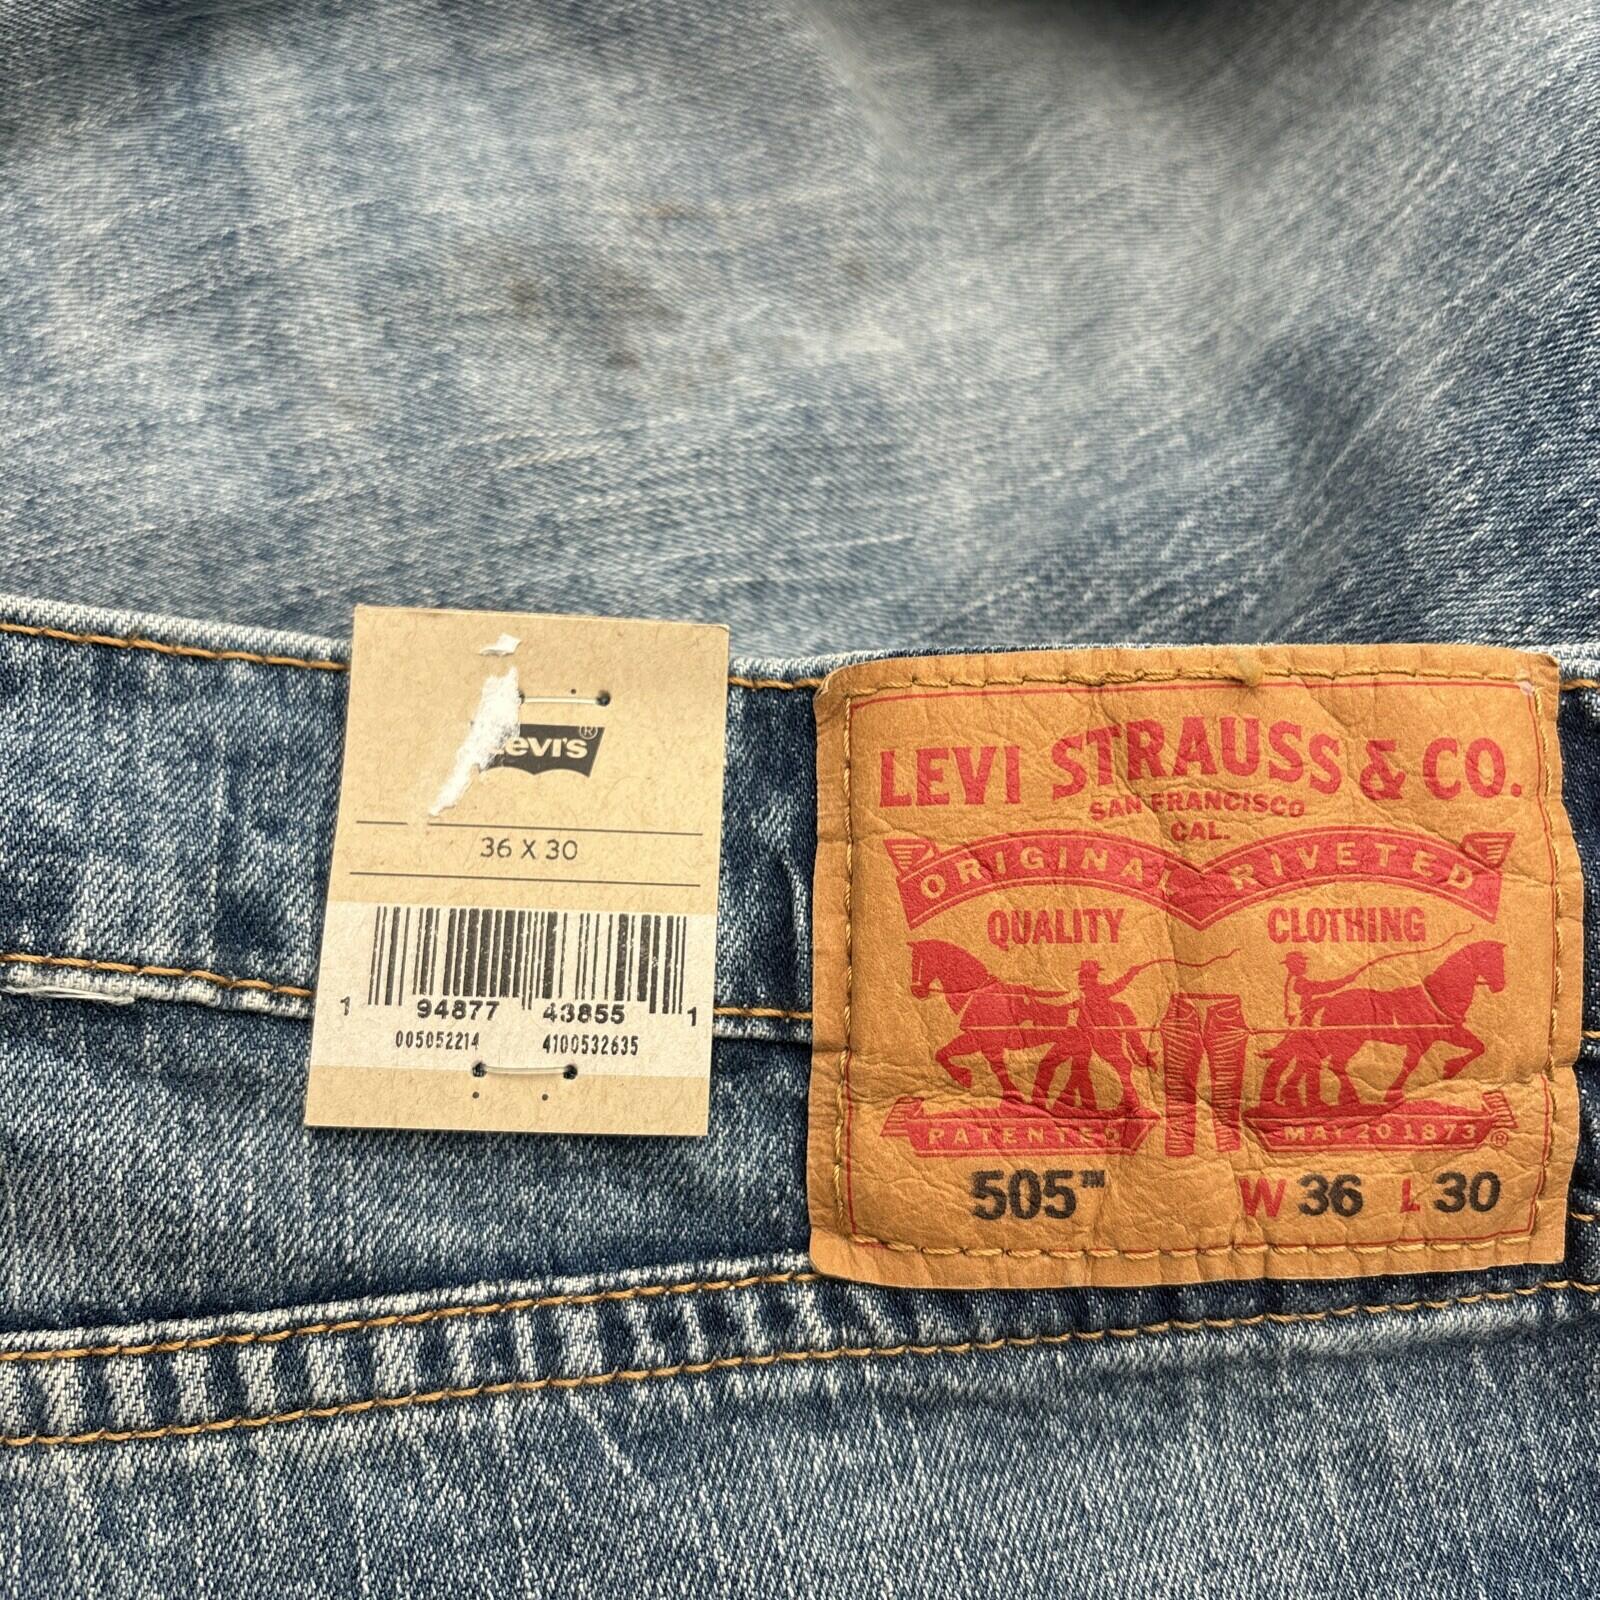 Levi's®
36 X 30
1 94877 43855 1
005052214 4100532635
LEVI STRAUSS & CO.
SAN FRANCISCO
CAL.
ORIGINAL RIVETED
QUALITY CLOTHING
PATENTED MAY 20 1873 ®
505™ W 36 L 30